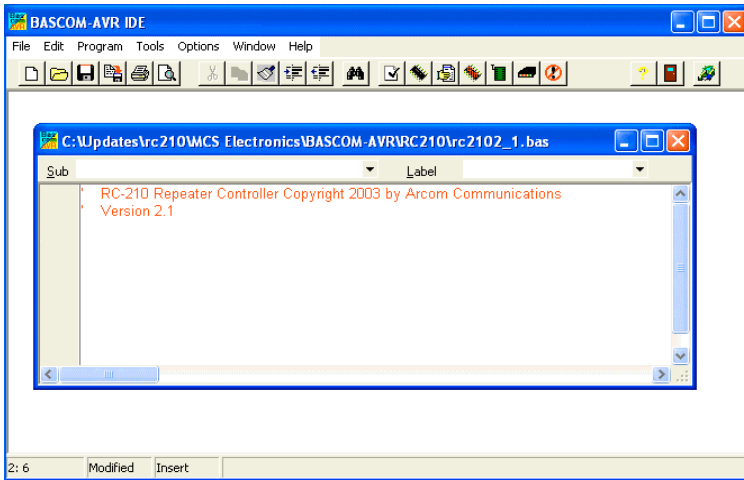 BASCOM-AVR IDE
File Edit Program Tools Options Window Help
C:\Updates\rc210\MCS Electronics\BASCOM-AVR\RC210\rc2102_1.bas
Sub Label
' RC-210 Repeater Controller Copyright 2003 by Arcom Communications
' Version 2.1
2: 6 Modified Insert